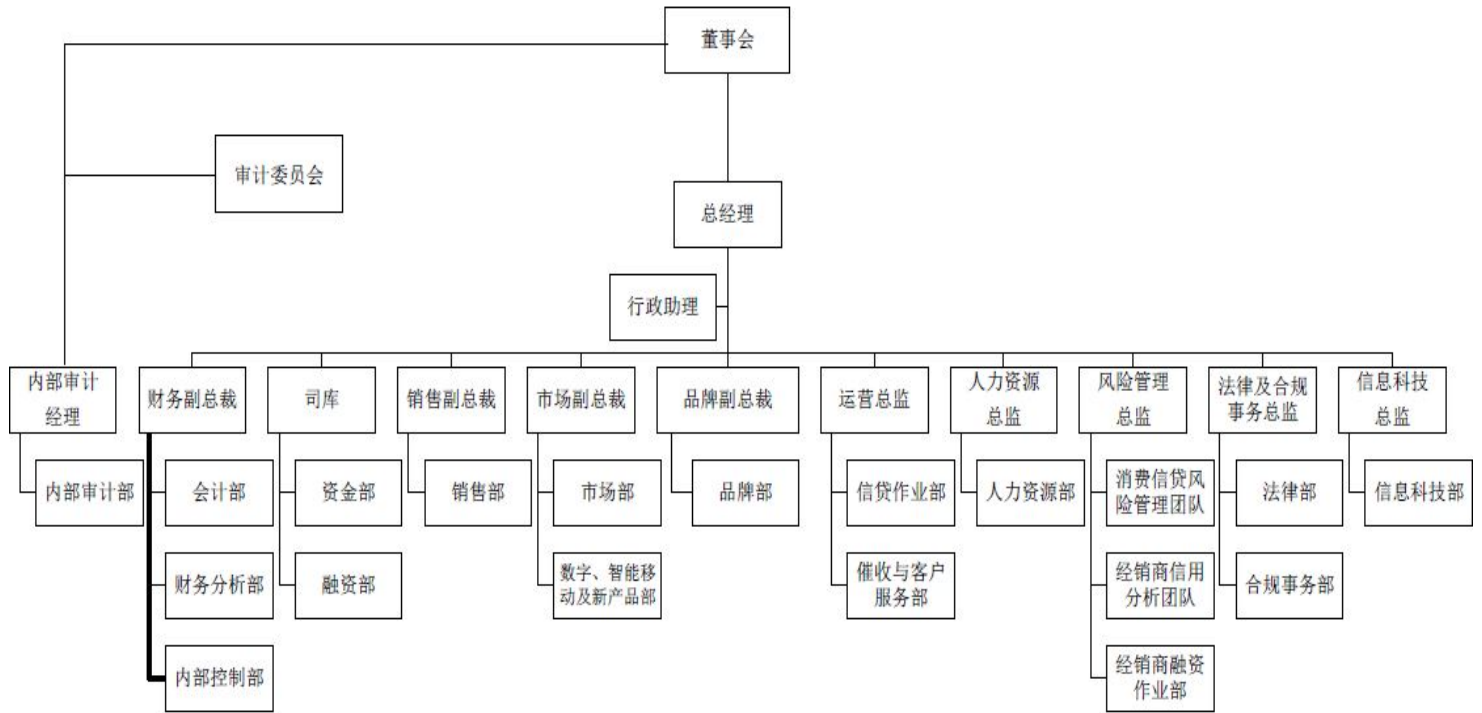 董事会
审计委员会
总经理
行政助理
内部审计
经理
财务副总裁
司库
销售副总裁
市场副总裁
品牌副总裁
运营总监
人力资源
总监
风险管理
总监
法律及合规
事务总监
信息科技
总监
内部审计部
会计部
资金部
销售部
市场部
品牌部
信贷作业部
人力资源部
消费信贷风
险管理团队
法律部
信息科技部
财务分析部
融资部
数字、智能移
动及新产品部
催收与客户
服务部
经销商信用
分析团队
合规事务部
内部控制部
经销商融资
作业部